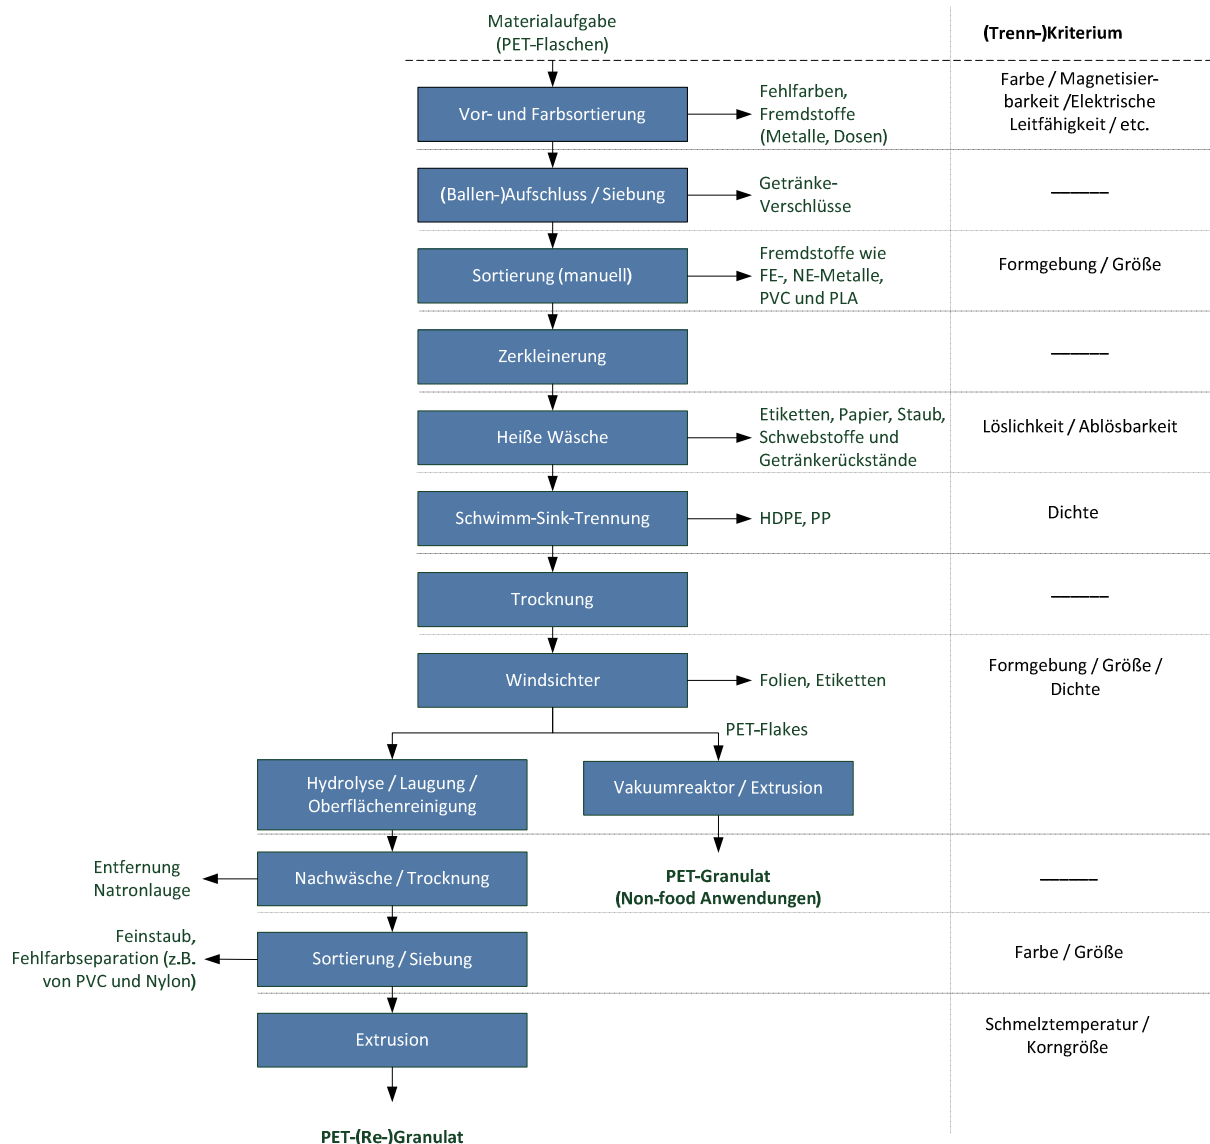 Materialaufgabe
(PET-Flaschen)
(Trenn-)Kriterium
Vor- und Farbsortierung
Fehlfarben,
Fremdstoffe
(Metalle, Dosen)
Farbe / Magnetisier-
barkeit /Elektrische
Leitfähigkeit / etc.
(Ballen-)Aufschluss / Siebung
Getränke-
Verschlüsse
Sortierung (manuell)
Fremdstoffe wie
FE-, NE-Metalle,
PVC und PLA
Formgebung / Größe
Zerkleinerung
Heiße Wäsche
Etiketten, Papier, Staub,
Schwebstoffe und
Getränkerückstände
Löslichkeit / Ablösbarkeit
Schwimm-Sink-Trennung
HDPE, PP
Dichte
Trocknung
Windsichter
Folien, Etiketten
Formgebung / Größe /
Dichte
PET-Flakes
Hydrolyse / Laugung /
Oberflächenreinigung
Vakuumreaktor / Extrusion
Entfernung
Natronlauge
Nachwäsche / Trocknung
PET-Granulat
(Non-food Anwendungen)
Feinstaub,
Fehlfarbseparation (z.B.
von PVC und Nylon)
Sortierung / Siebung
Farbe / Größe
Extrusion
Schmelztemperatur /
Korngröße
PET-(Re-)Granulat